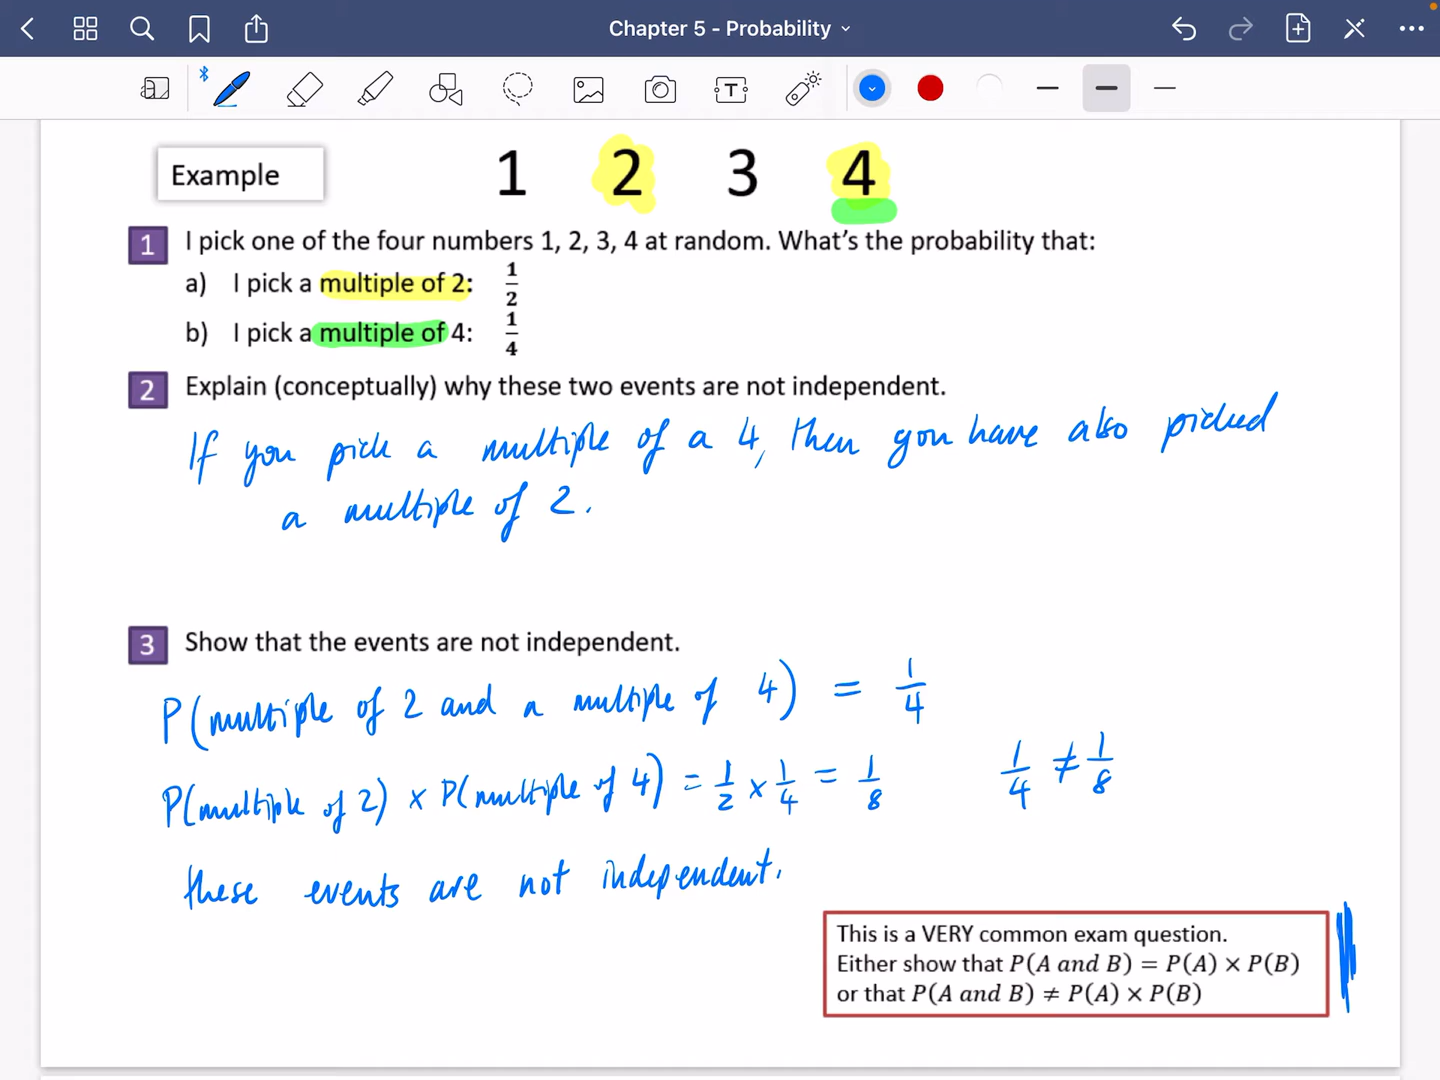 Chapter 5 - Probability
T
Example
1 2 3 4
1 I pick one of the four numbers 1, 2, 3, 4 at random. What's the probability that:
a) I pick a multiple of 2: 1/2
b) I pick a multiple of 4: 1/4
2 Explain (conceptually) why these two events are not independent.
If you pick a multiple of a 4, then you have also picked
a multiple of 2.
3 Show that the events are not independent.
P(multiple of 2 and a multiple of 4) = 1/4
P(multiple of 2) × P(multiple of 4) = 1/2 × 1/4 = 1/8 1/4 ≠ 1/8
these events are not independent.
This is a VERY common exam question.
Either show that P(A and B) = P(A) × P(B)
or that P(A and B) ≠ P(A) × P(B)